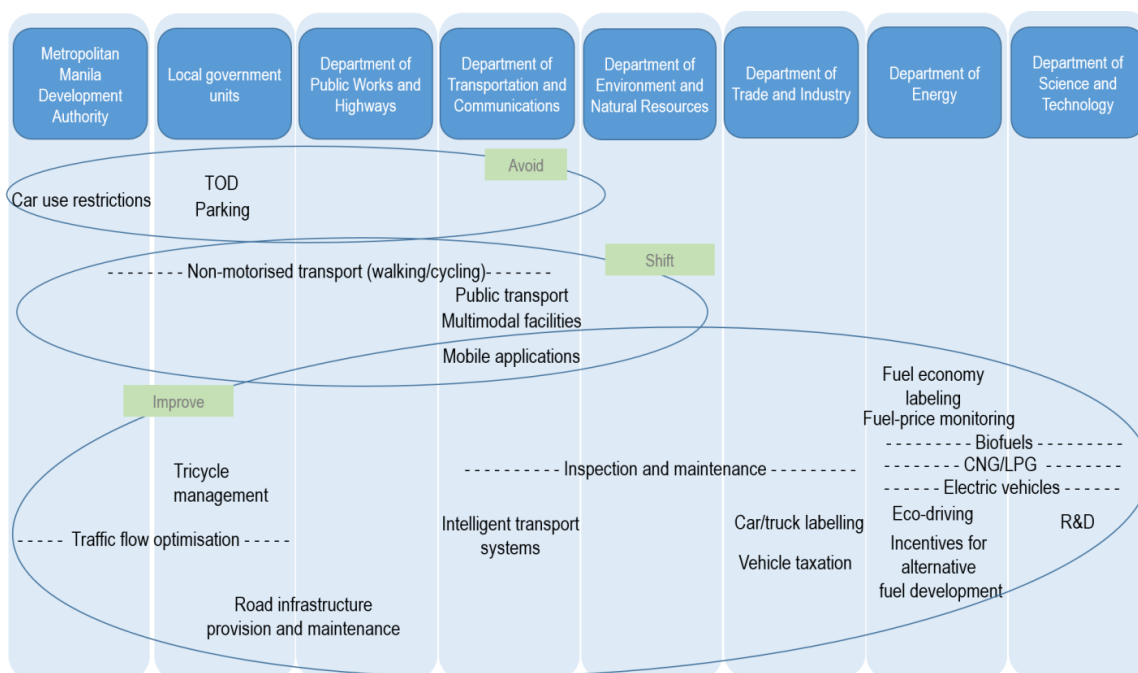 Metropolitan
Manila
Development
Authority
Local government
units
Department of
Public Works and
Highways
Department of
Transportation and
Communications
Department of
Environment and
Natural Resources
Department of
Trade and Industry
Department of
Energy
Department of
Science and
Technology
Avoid
Car use restrictions
TOD
Parking
Shift
- - - - - - - - Non-motorised transport (walking/cycling)- - - - - - -
Public transport
Multimodal facilities
Mobile applications
Improve
Fuel economy
labeling
Fuel-price monitoring
- - - - - - - - - Biofuels - - - - - - - - -
- - - - - - - - CNG/LPG- - - - - - - - -
- - - - - - Electric vehicles - - - - - -
Tricycle
management
- - - - - - - - - Inspection and maintenance - - - - - - - - -
- - - - - Traffic flow optimisation - - - - - -
Intelligent transport
systems
Car/truck labelling
Vehicle taxation
Eco-driving
Incentives for
alternative
fuel development
R&D
Road infrastructure
provision and maintenance